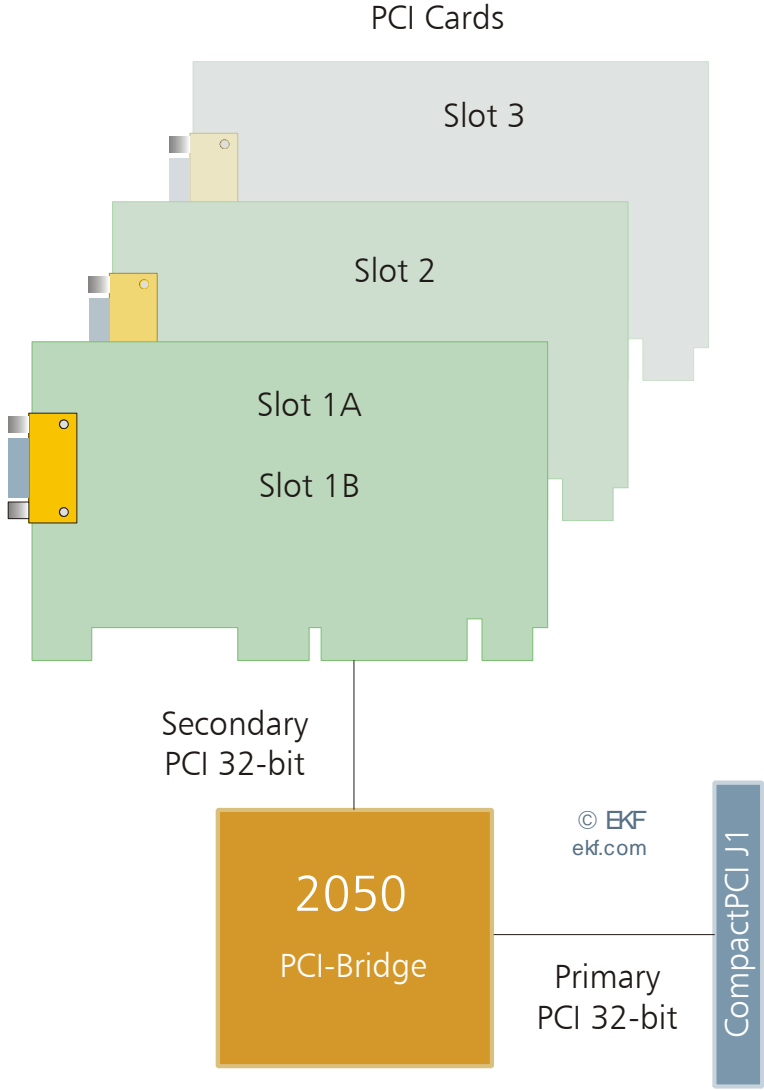 PCI Cards
Slot 3
Slot 2
Slot 1A
Slot 1B
Secondary
PCI 32-bit
© EKF
ekf.com
2050
PCI-Bridge
Primary
PCI 32-bit
CompactPCI J1